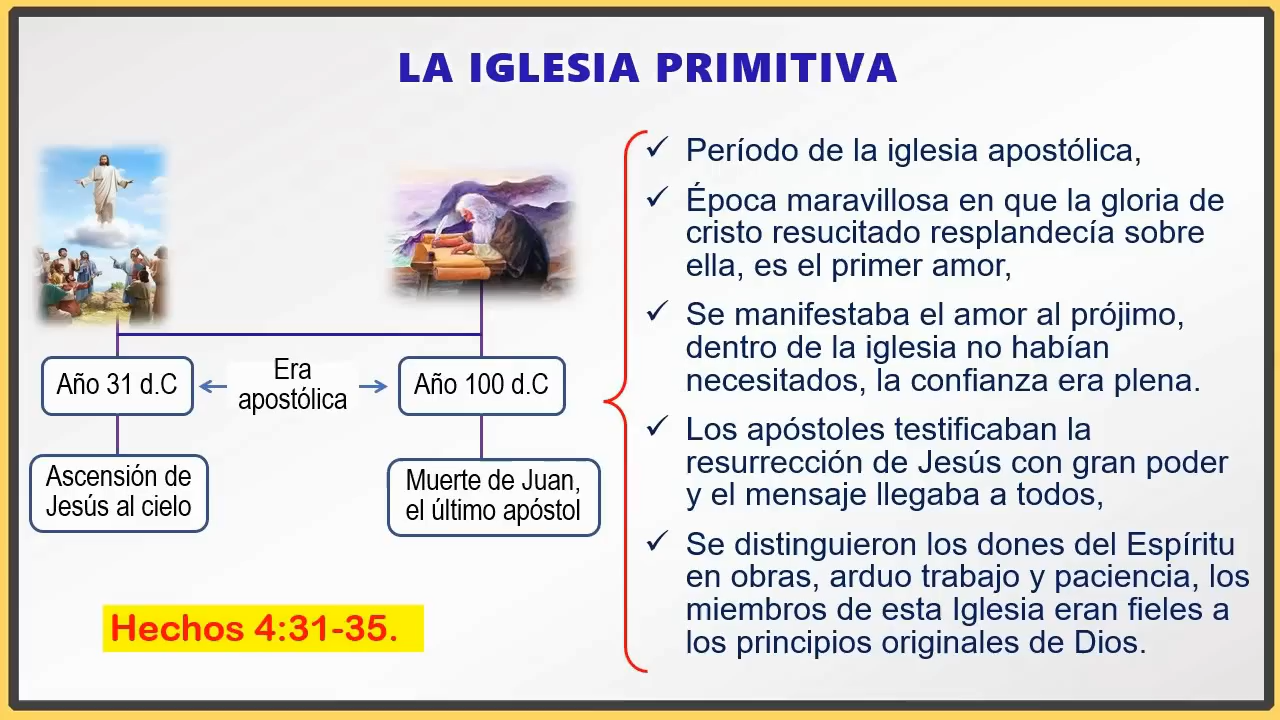 LA IGLESIA PRIMITIVA
Año 31 d.C
Era
apostólica
Año 100 d.C
Ascensión de
Jesús al cielo
Muerte de Juan,
el último apóstol
Hechos 4:31-35.
✓ Período de la iglesia apostólica,
✓ Época maravillosa en que la gloria de
cristo resucitado resplandecía sobre
ella, es el primer amor,
✓ Se manifestaba el amor al prójimo,
dentro de la iglesia no habían
necesitados, la confianza era plena.
✓ Los apóstoles testificaban la
resurrección de Jesús con gran poder
y el mensaje llegaba a todos,
✓ Se distinguieron los dones del Espíritu
en obras, arduo trabajo y paciencia, los
miembros de esta Iglesia eran fieles a
los principios originales de Dios.